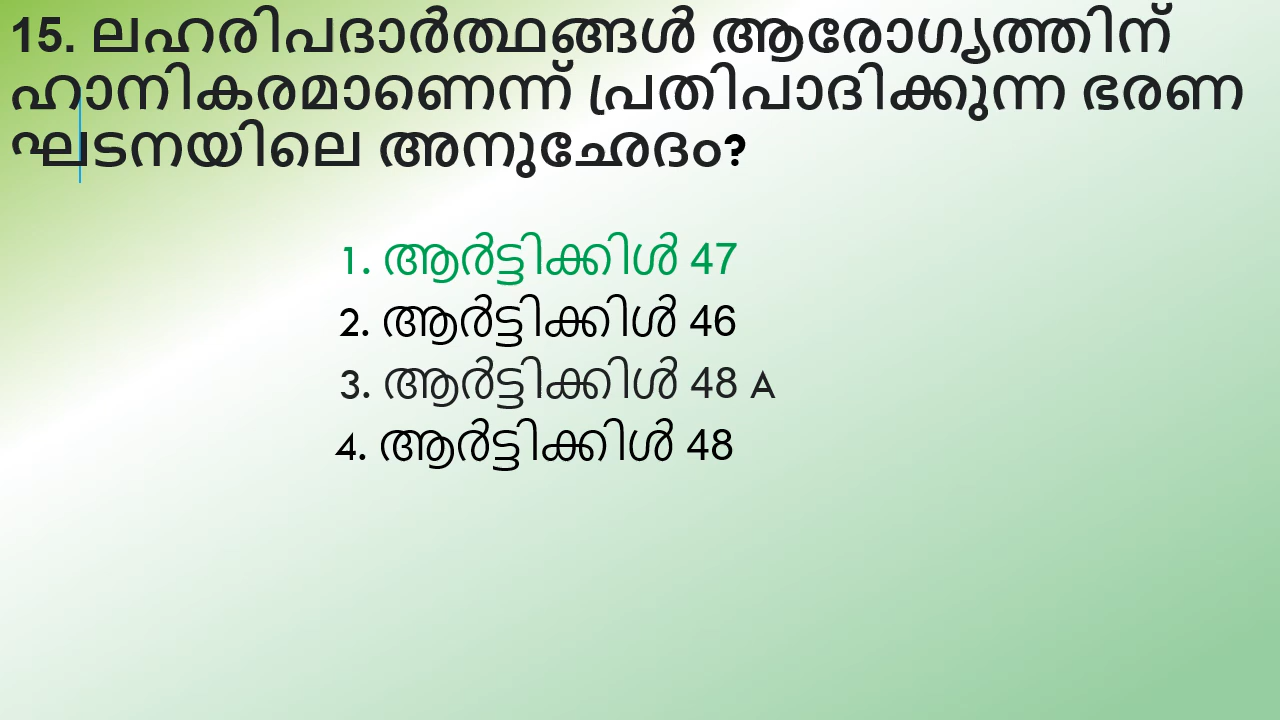 15. ലഹരിപദാർത്ഥങ്ങൾ ആരോഗ്യത്തിന്
ഹാനികരമാണെന്ന് പ്രതിപാദിക്കുന്ന ഭരണ
ഘടനയിലെ അനുഛേദം?
1. ആർട്ടിക്കിൾ 47
2. ആർട്ടിക്കിൾ 46
3. ആർട്ടിക്കിൾ 48 A
4. ആർട്ടിക്കിൾ 48